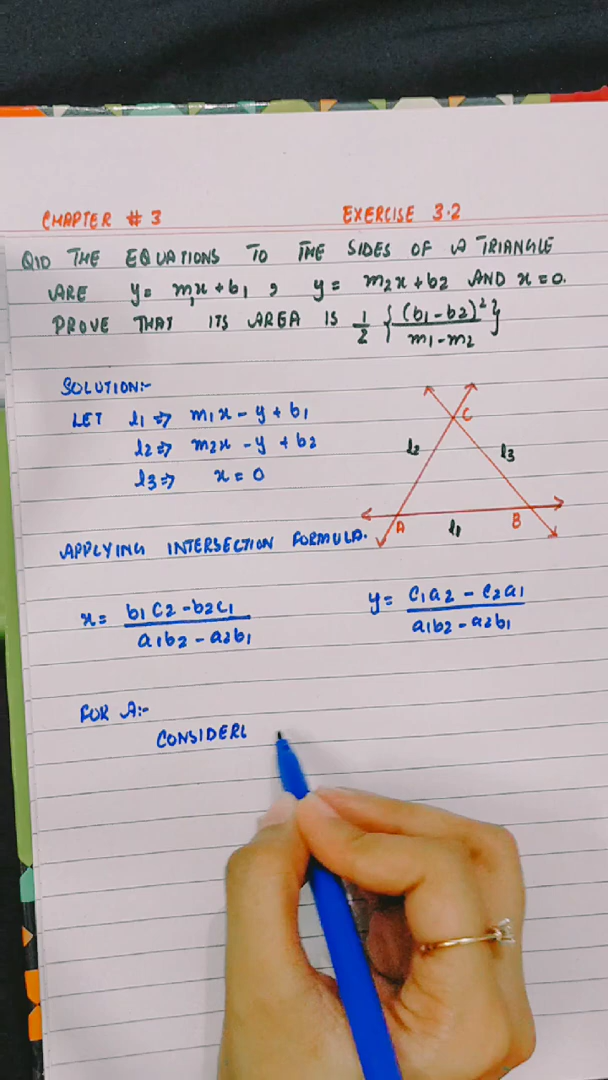 CHAPTER # 3 EXERCISE 3.2
Q10 THE EQUATIONS TO THE SIDES OF A TRIANGLE
ARE y= m1x+b1 , y= m2x+b2 AND x=0.
PROVE THAT ITS AREA IS 1/2 {(b1-b2)²/m1-m2}
SOLUTION:-
LET l1 ⇒ m1x-y+b1
l2⇒ m2x-y+b2
l3⇒ x=0
C
l2 l3
A l1 B
APPLYING INTERSECTION FORMULA.
x= b1c2-b2c1/a1b2-a2b1 y= c1a2-c2a1/a1b2-a2b1
FOR A:-
CONSIDER